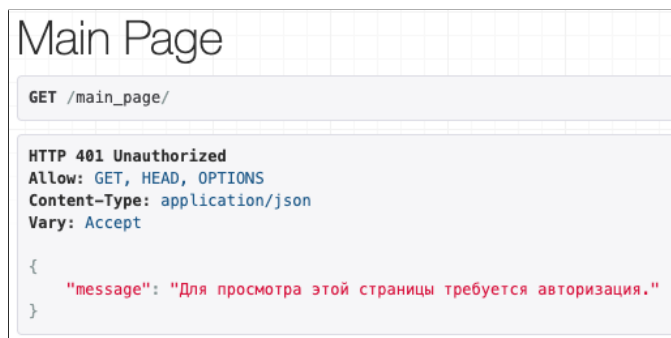 Main Page
GET /main_page/
HTTP 401 Unauthorized
Allow: GET, HEAD, OPTIONS
Content-Type: application/json
Vary: Accept
{
"message": "Для просмотра этой страницы требуется авторизация."
}